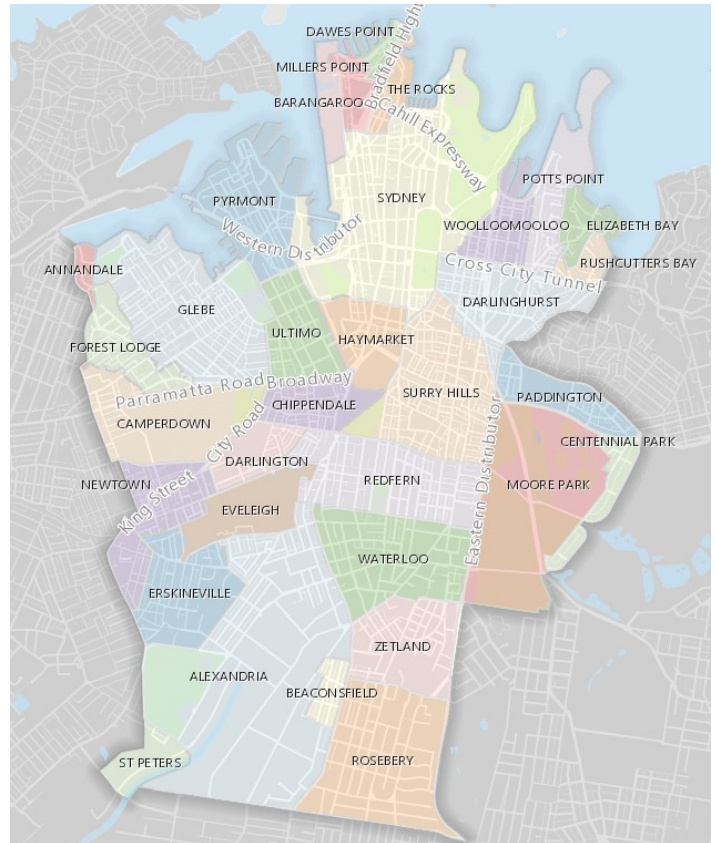 DAWES POINT
MILLERS POINT
Bradfield Highw
THE ROCKS
BARANGAROO
Cahill Expressway
POTTS POINT
PYRMONT
SYDNEY
WOOLLOOMOOLOO
ELIZABETH BAY
Western Distributor
RUSHCUTTERS BAY
Cross City Tunnel
ANNANDALE
DARLINGHURST
GLEBE
ULTIMO
HAYMARKET
FOREST LODGE
Parramatta Road
Broadway
SURRY HILLS
PADDINGTON
CHIPPENDALE
CAMPERDOWN
City Road
CENTENNIAL PARK
DARLINGTON
Eastern Distributor
REDFERN
MOORE PARK
NEWTOWN
King Street
EVELEIGH
WATERLOO
ERSKINEVILLE
ZETLAND
ALEXANDRIA
BEACONSFIELD
ST PETERS
ROSEBERY